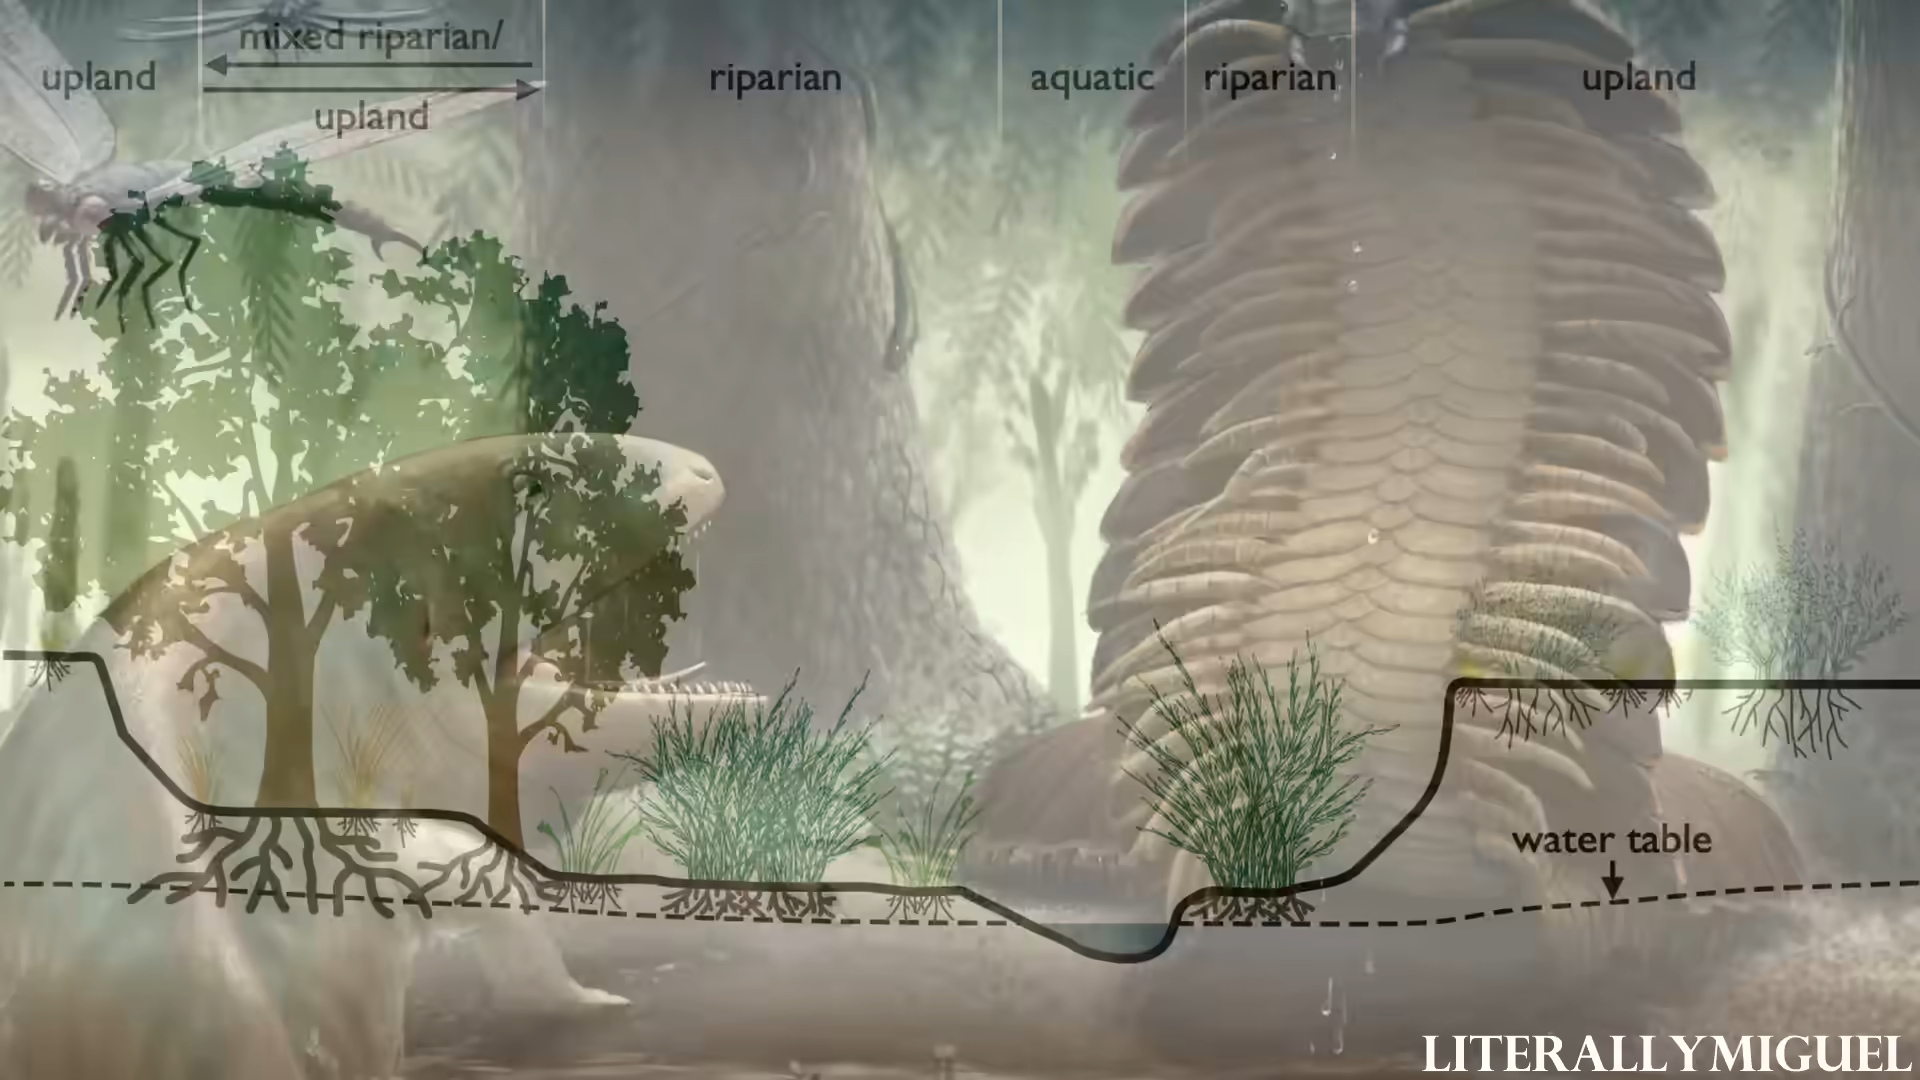 mixed riparian/
upland
upland
riparian
aquatic
riparian
upland
water table
LITERALLYMIGUEL